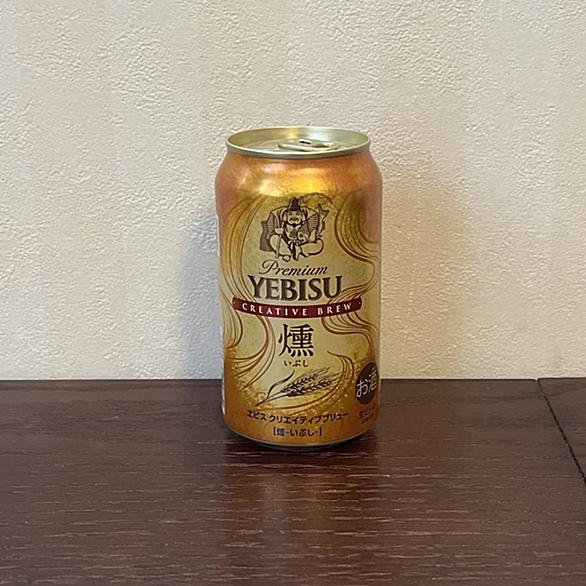 Premium
YEBISU
CREATIVE BREW
燻
いぶし
お酒
ヱビス クリエイティブブリュー
[燻-いぶし-]